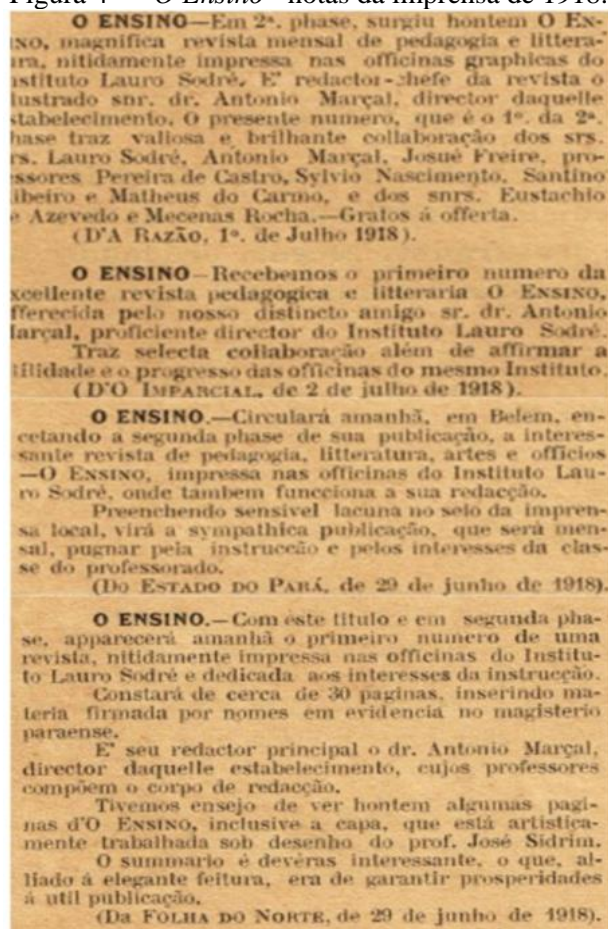 Figura 4 – "O Ensino" notas da imprensa de 1918.
O ENSINO—Em 2ª. phase, surgiu hontem O EN-
INO, magnifica revista mensal de pedagogia e littera-
ra, nitidamente impressa nas officinas graphicas do
nstituto Lauro Sodré. E' redactor-chefe da revista o
lustrado snr. dr. Antonio Marçal, director daquelle
stabelecimento. O presente numero, que é o 1º. da 2ª.
hase traz valiosa e brilhante collaboração dos srs.
rs. Lauro Sodré, Antonio Marçal, Josué Freire, pro-
essores Pereira de Castro, Sylvio Nascimento, Santino
ibeiro e Matheus do Carmo, e dos snrs. Eustachio
e Azevedo e Mecenas Rocha.—Gratos á offerta.
(D'A RAZÃO, 1º. de Julho 1918).
O ENSINO—Recebemos o primeiro numero da
xcellente revista pedagogica e litteraria O ENSINO,
fferecida pelo nosso distincto amigo sr. dr. Antonio
arçal, proficiente director do Instituto Lauro Sodré.
Traz selecta collaboração além de affirmar a
tilidade e o progresso das officinas do mesmo Instituto.
(D'O IMPARCIAL, de 2 de julho de 1918).
O ENSINO.—Circulará amanhã, em Belem, en-
cetando a segunda phase de sua publicação, a interes-
sante revista de pedagogia, litteratura, artes e officios
—O ENSINO, impressa nas officinas do Instituto Lau-
ro Sodré, onde tambem funcciona a sua redacção.
Preenchendo sensivel lacuna no seio da impren-
sa local, virá a sympathica publicação, que será men-
sal, pugnar pela instrucção e pelos interesses da clas-
se do professorado.
(Do ESTADO DO PARÁ, de 29 de junho de 1918).
O ENSINO.—Com este titulo e em segunda pha-
se, apparecerá amanhã o primeiro numero de uma
revista, nitidamente impressa nas officinas do Institu-
to Lauro Sodré e dedicada aos interesses da instrucção.
Constará de cerca de 30 paginas, inserindo ma-
teria firmada por nomes em evidencia no magisterio
paraense.
E' seu redactor principal o dr. Antonio Marçal,
director daquelle estabelecimento, cujos professores
compõem o corpo de redacção.
Tivemos ensejo de ver hontem algumas pagi-
nas d'O ENSINO, inclusive a capa, que está artistica-
mente trabalhada sob desenho do prof. José Sidrim.
O summario é devéras interessante, o que, al-
liado á elegante feitura, era de garantir prosperidades
á util publicação.
(Da FOLHA DO NORTE, de 29 de junho de 1918).